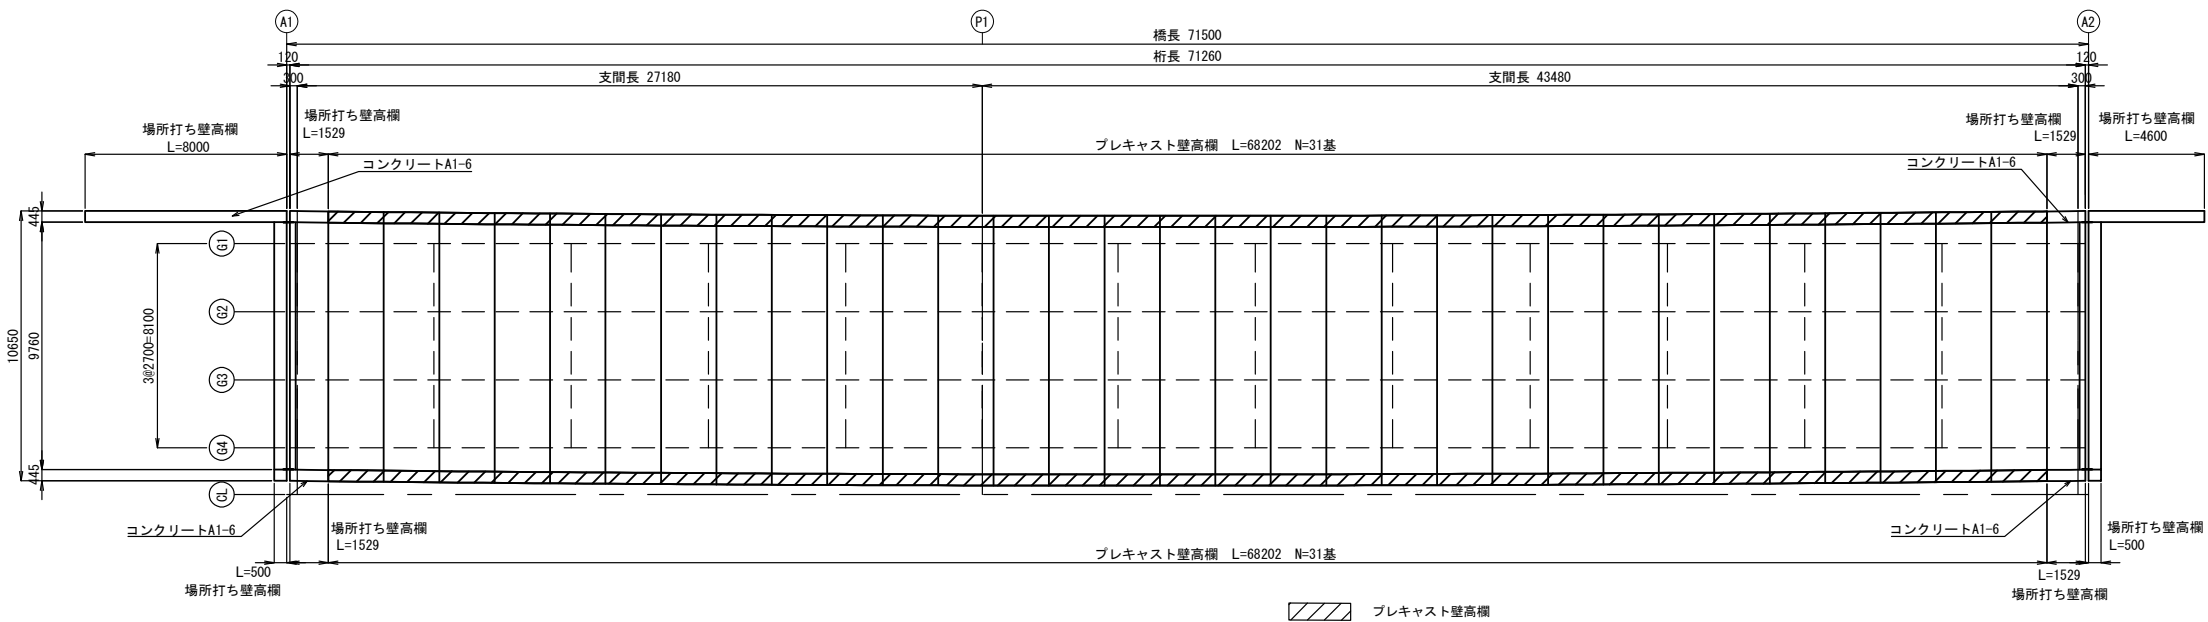 A1
P1
A2
橋長 71500
120
桁長 71260
120
300
支間長 27180
支間長 43480
300
場所打ち壁高欄
L=8000
場所打ち壁高欄
L=1529
プレキャスト壁高欄 L=68202 N=31基
場所打ち壁高欄
L=1529
場所打ち壁高欄
L=4600
コンクリートA1-6
コンクリートA1-6
445
10650
9760
445
3@2700=8100
G1
G2
G3
G4
CL
コンクリートA1-6
場所打ち壁高欄
L=1529
L=500
場所打ち壁高欄
プレキャスト壁高欄 L=68202 N=31基
コンクリートA1-6
場所打ち壁高欄
L=500
L=1529
場所打ち壁高欄
プレキャスト壁高欄